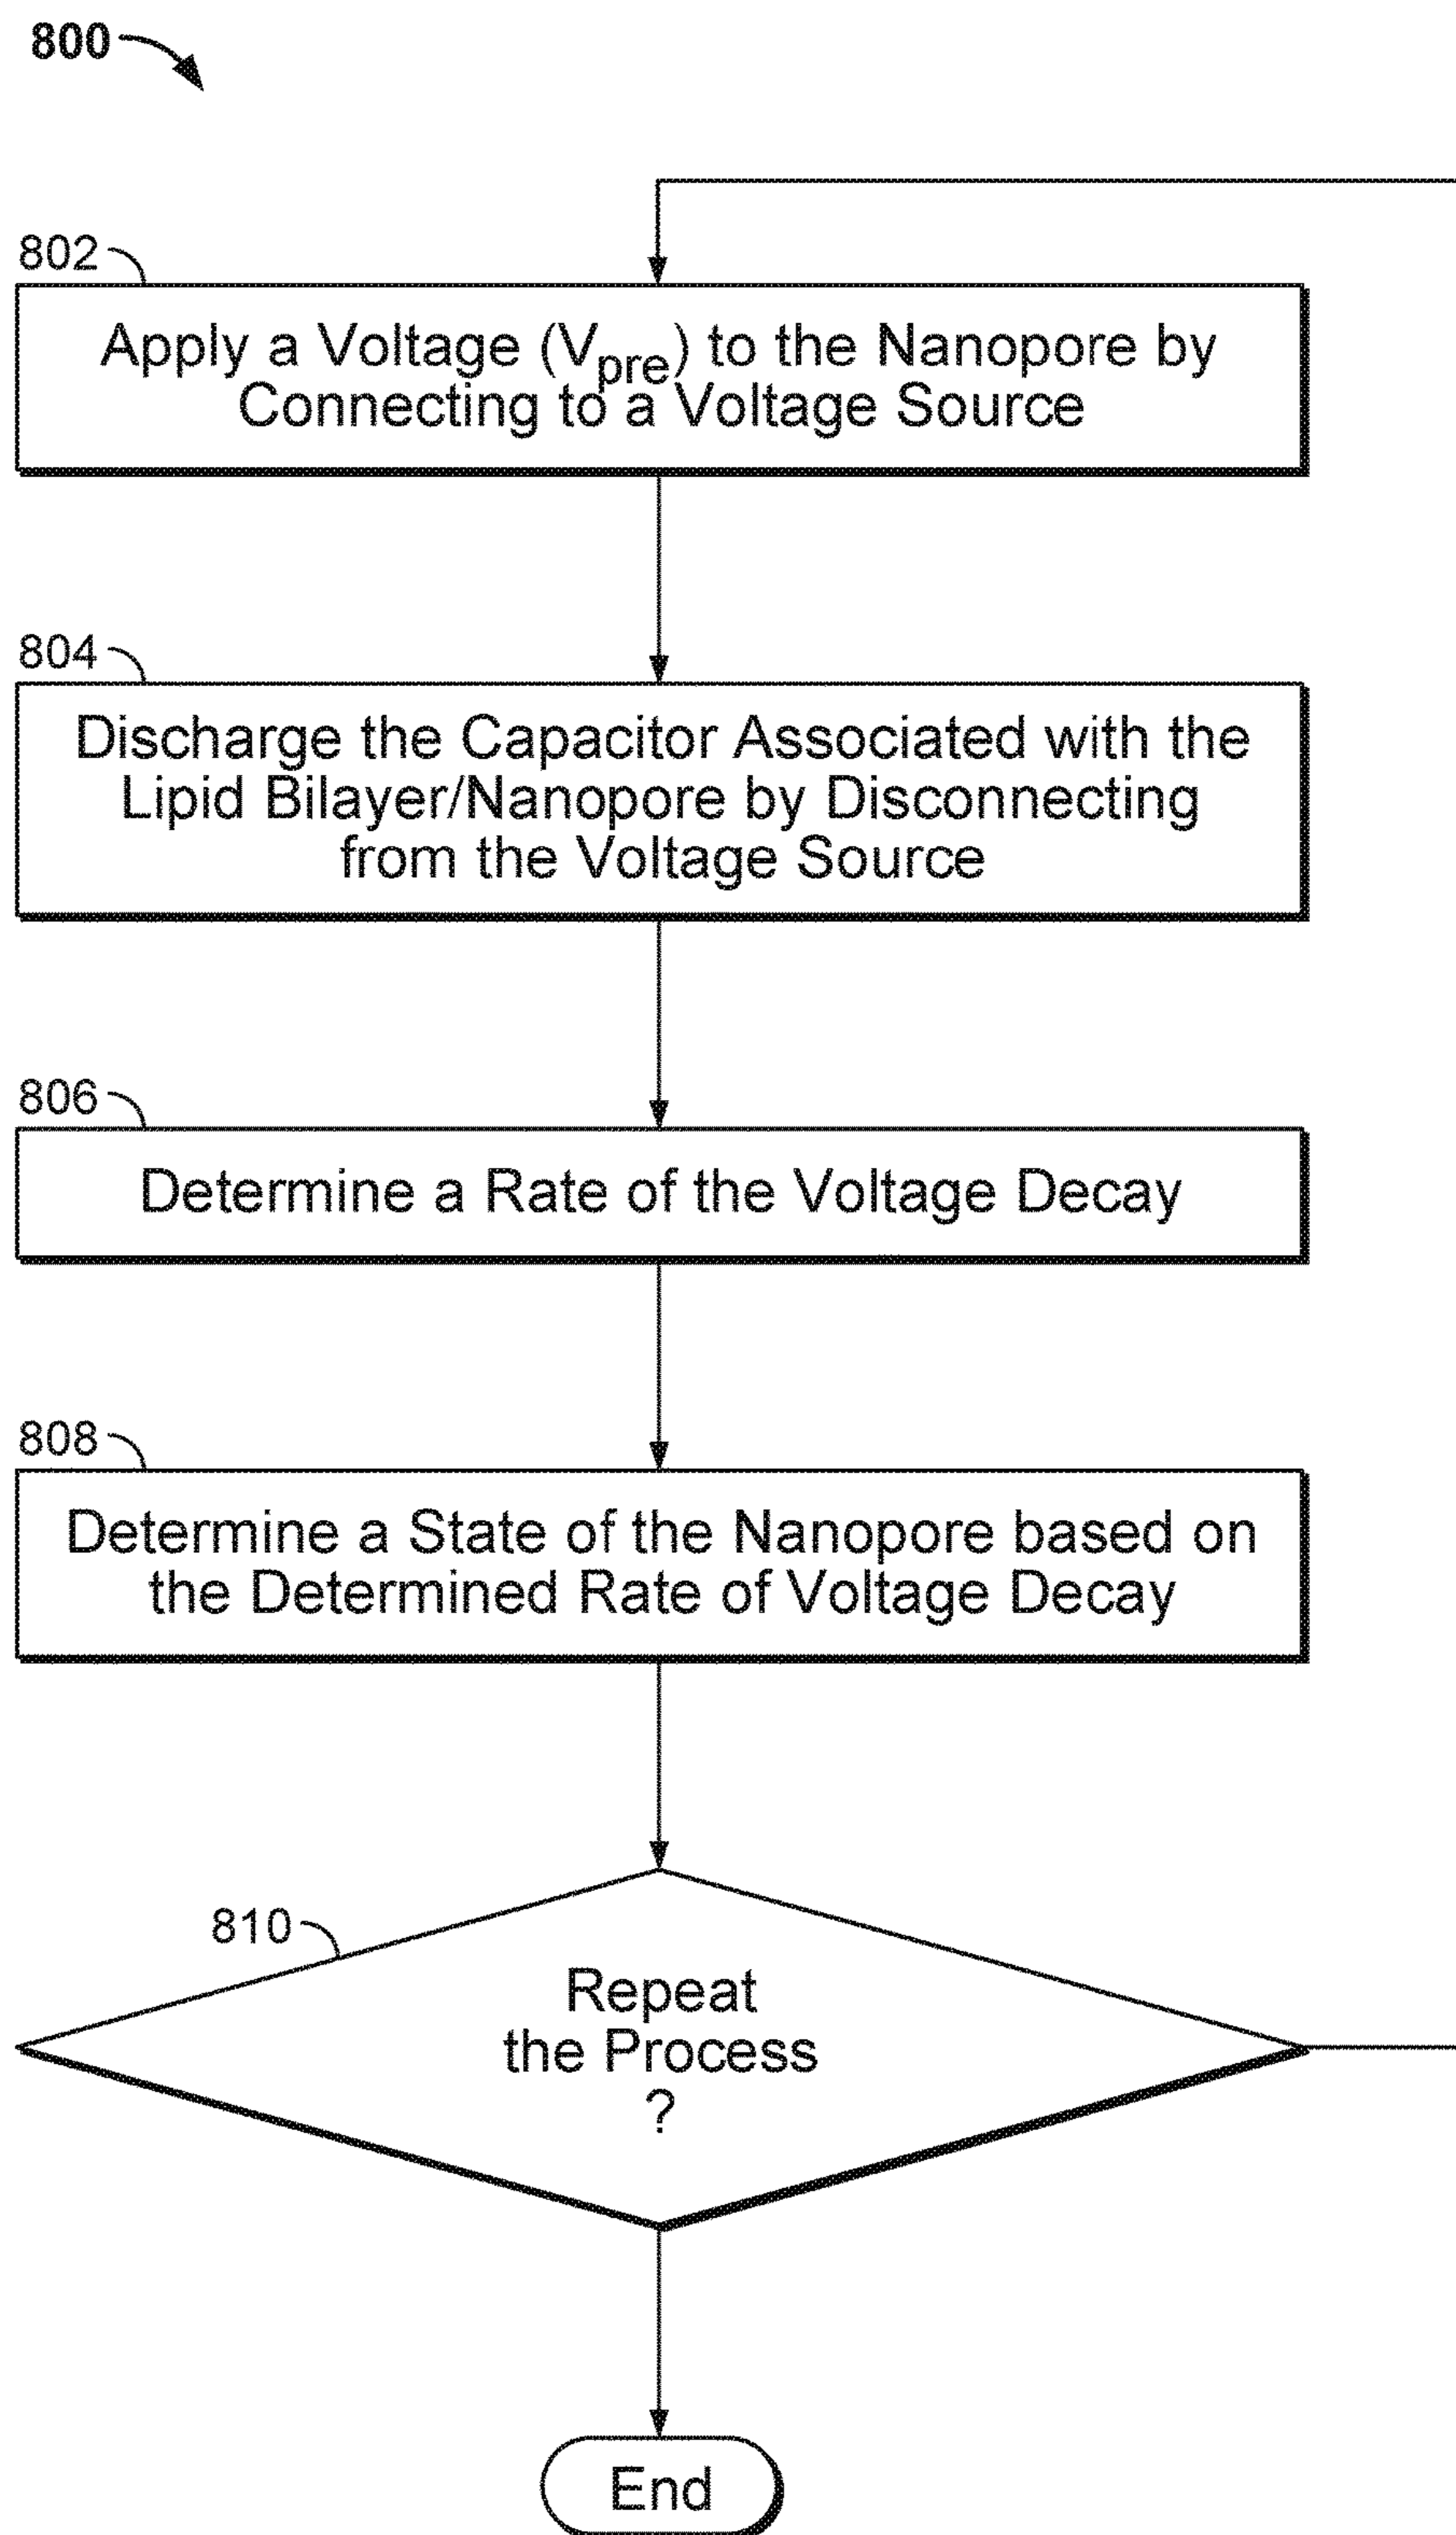 800
802
Apply a Voltage (Vpre) to the Nanopore by
Connecting to a Voltage Source
804
Discharge the Capacitor Associated with the
Lipid Bilayer/Nanopore by Disconnecting
from the Voltage Source
806
Determine a Rate of the Voltage Decay
808
Determine a State of the Nanopore based on
the Determined Rate of Voltage Decay
810
Repeat
the Process
?
End